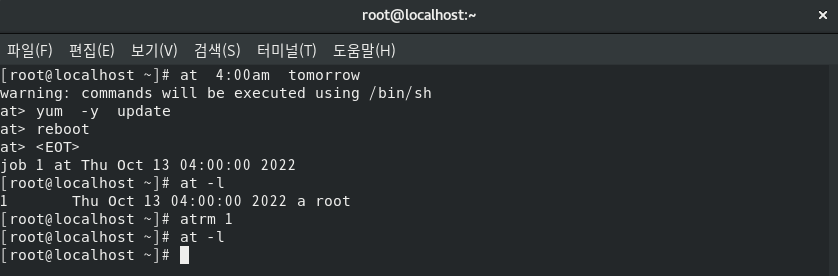 root@localhost:~
파일(F) 편집(E) 보기(V) 검색(S) 터미널(T) 도움말(H)
[root@localhost ~]# at  4:00am  tomorrow
warning: commands will be executed using /bin/sh
at> yum  -y  update
at> reboot
at> <EOT>
job 1 at Thu Oct 13 04:00:00 2022
[root@localhost ~]# at -l
1       Thu Oct 13 04:00:00 2022 a root
[root@localhost ~]# atrm 1
[root@localhost ~]# at -l
[root@localhost ~]#